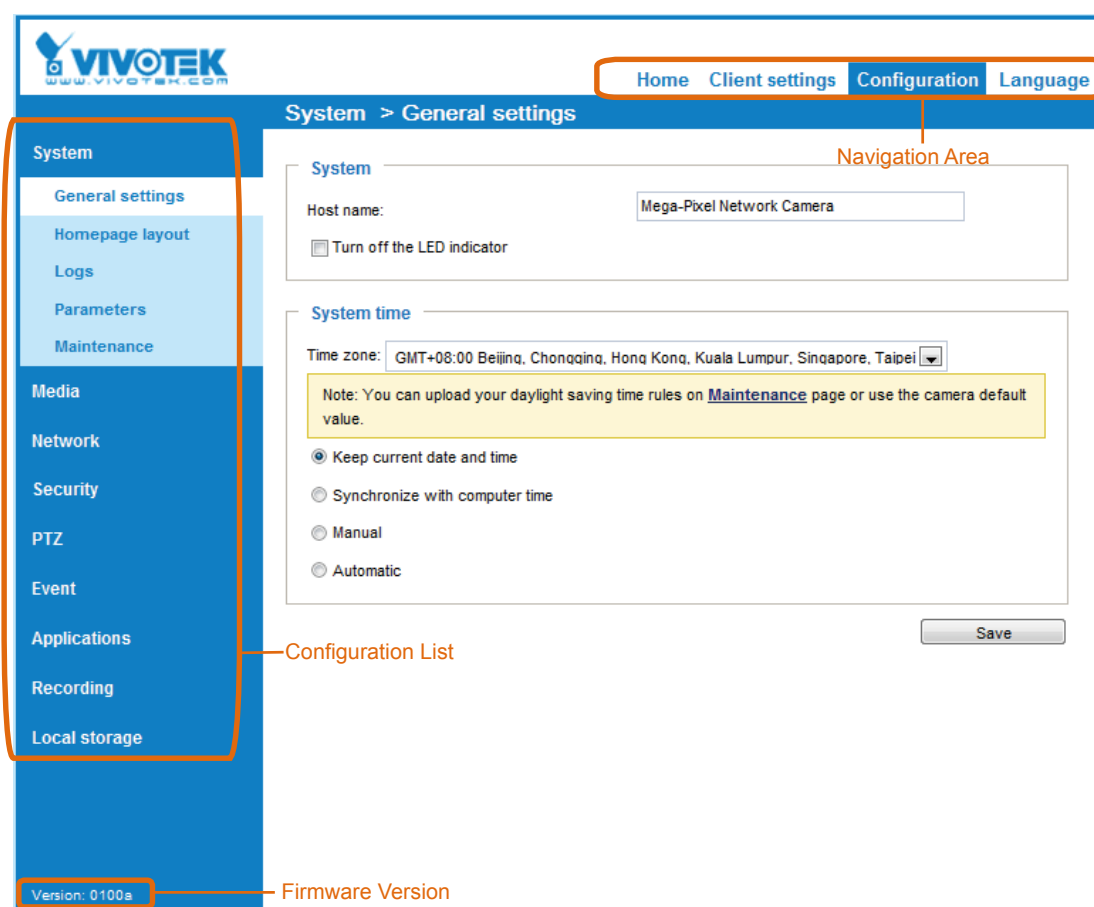 VIVOTEK
www.vivotek.com
Home Client settings Configuration Language
System > General settings
Navigation Area
System
General settings
Homepage layout
Logs
Parameters
Maintenance
Media
Network
Security
PTZ
Event
Applications
Recording
Local storage
Configuration List
Version: 0100a
Firmware Version
System
Host name: Mega-Pixel Network Camera
Turn off the LED indicator
System time
Time zone: GMT+08:00 Beijing, Chongqing, Hong Kong, Kuala Lumpur, Singapore, Taipei
Note: You can upload your daylight saving time rules on Maintenance page or use the camera default
value.
Keep current date and time
Synchronize with computer time
Manual
Automatic
Save